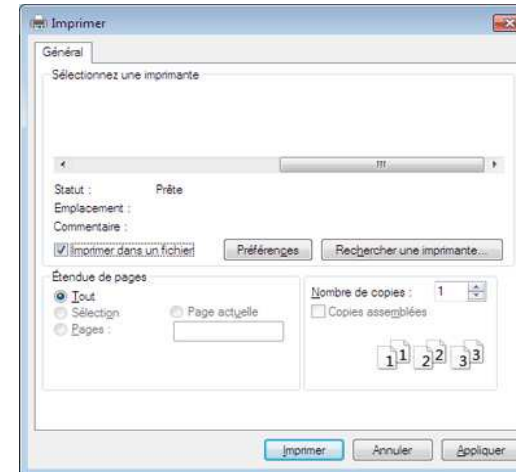 Imprimer
Général
Sélectionnez une imprimante
Statut : Prête
Emplacement :
Commentaire :
Imprimer dans un fichier Préférences Rechercher une imprimante...
Étendue de pages
Tout
Sélection Page actuelle
Pages :
Nombre de copies : 1
Copies assemblées
1 1 2 2 3 3
Imprimer Annuler Appliquer